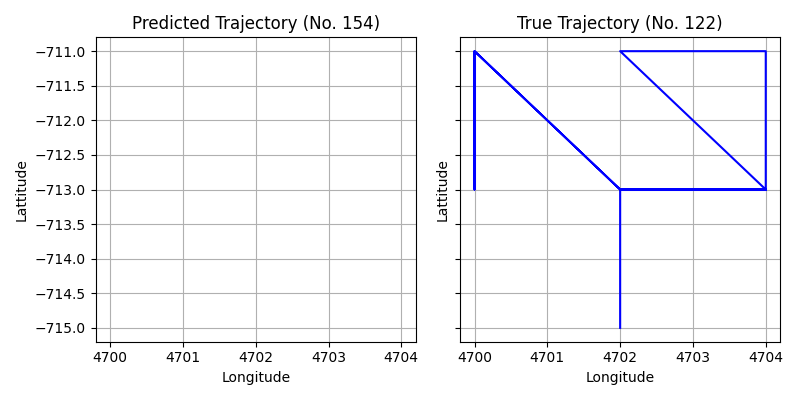 Predicted Trajectory (No. 154)
True Trajectory (No. 122)
−711.0
−711.5
−712.0
−712.5
−713.0
−713.5
−714.0
−714.5
−715.0
Lattitude
Lattitude
4700 4701 4702 4703 4704
4700 4701 4702 4703 4704
Longitude
Longitude